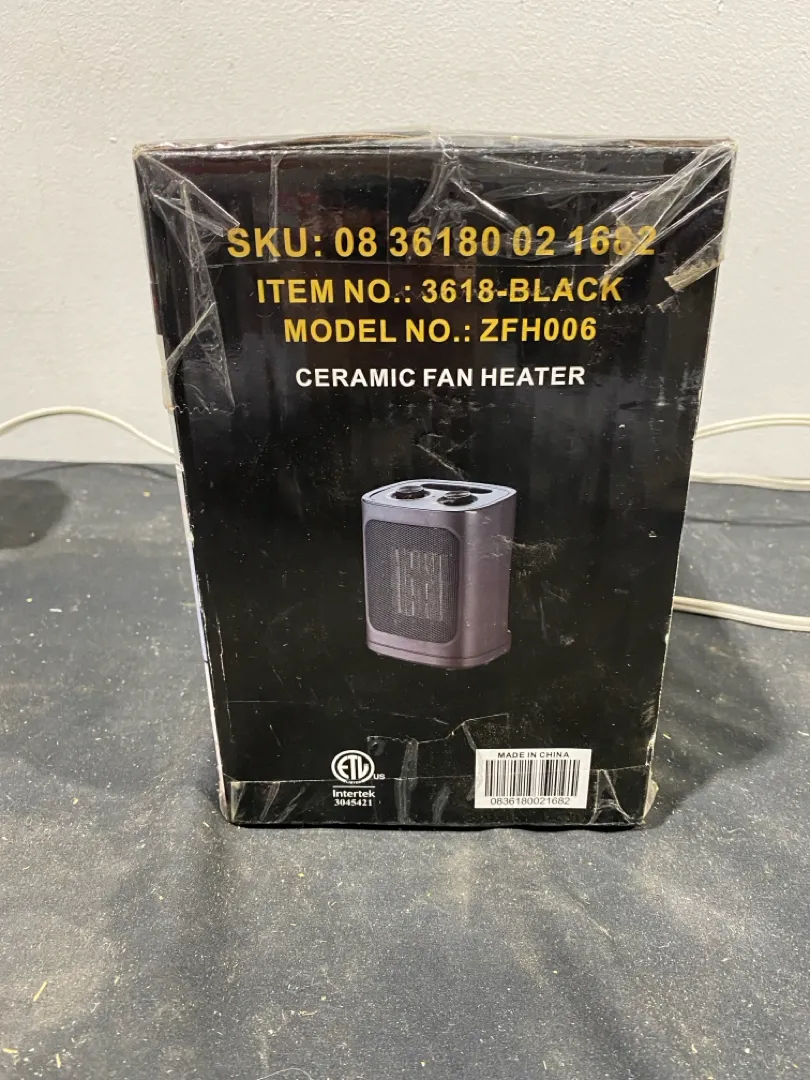 SKU: 08 36180 02 1682
ITEM NO.: 3618-BLACK
MODEL NO.: ZFH006
CERAMIC FAN HEATER
ETL
us
Intertek
3045421
MADE IN CHINA
0836180021682